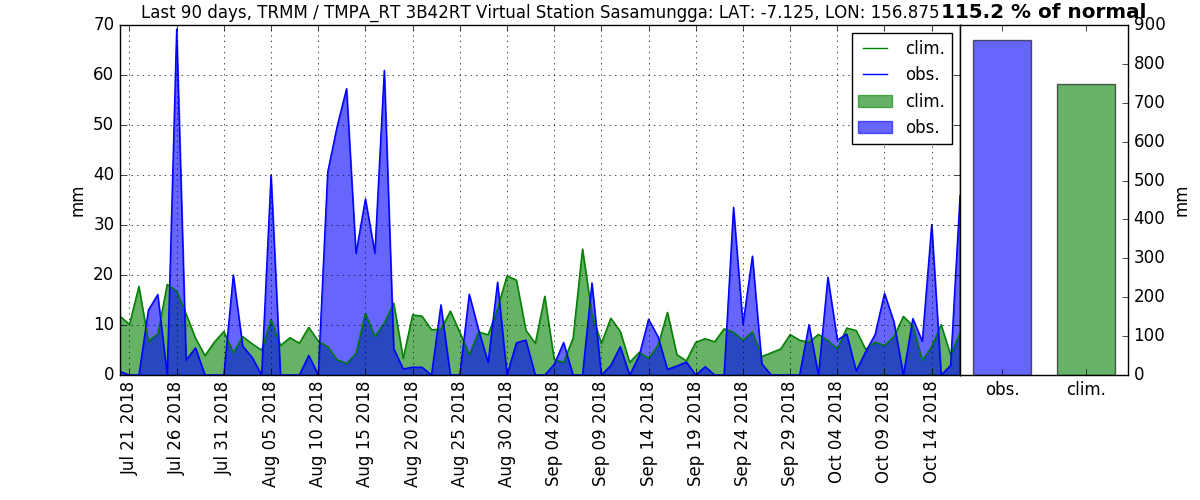 Last 90 days, TRMM / TMPA_RT 3B42RT Virtual Station Sasamungga: LAT: -7.125, LON: 156.875
115.2 % of normal
70
60
50
40
30
20
10
0
mm
clim.
obs.
clim.
obs.
900
800
700
600
500
400
300
200
100
0
mm
obs.
clim.
Jul 21 2018
Jul 26 2018
Jul 31 2018
Aug 05 2018
Aug 10 2018
Aug 15 2018
Aug 20 2018
Aug 25 2018
Aug 30 2018
Sep 04 2018
Sep 09 2018
Sep 14 2018
Sep 19 2018
Sep 24 2018
Sep 29 2018
Oct 04 2018
Oct 09 2018
Oct 14 2018